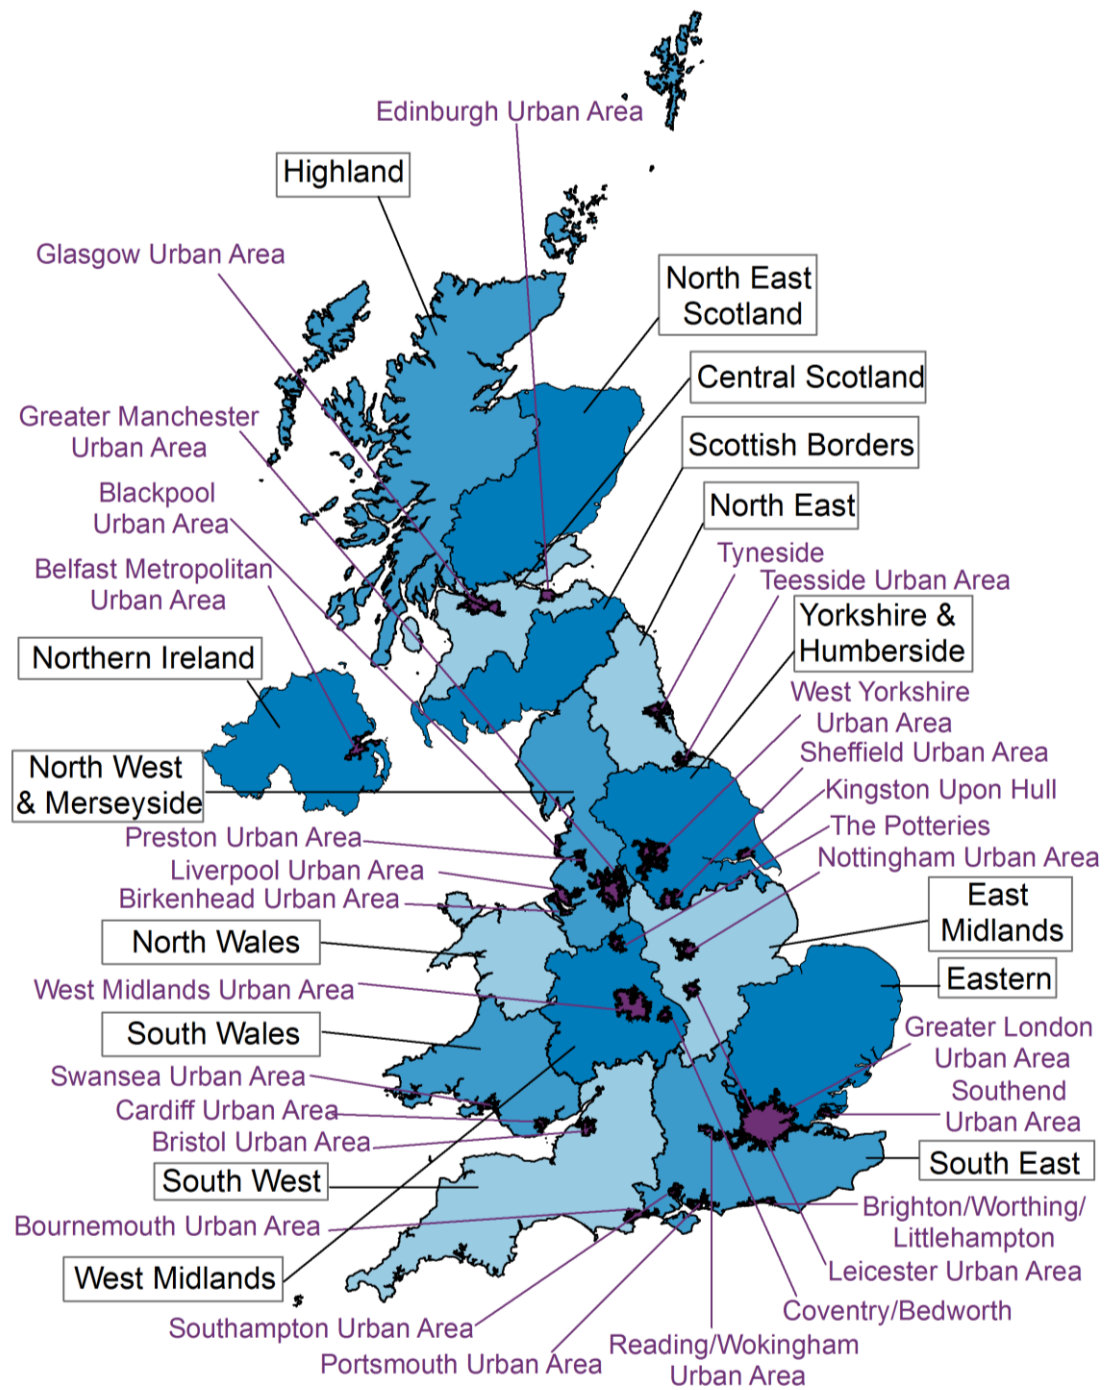 Edinburgh Urban Area
Highland
Glasgow Urban Area
North East
Scotland
Central Scotland
Greater Manchester
Urban Area
Scottish Borders
Blackpool
Urban Area
North East
Tyneside
Belfast Metropolitan
Urban Area
Teesside Urban Area
Yorkshire &
Humberside
Northern Ireland
West Yorkshire
Urban Area
North West
& Merseyside
Sheffield Urban Area
Kingston Upon Hull
Preston Urban Area
The Potteries
Liverpool Urban Area
Nottingham Urban Area
Birkenhead Urban Area
East
Midlands
North Wales
Eastern
West Midlands Urban Area
South Wales
Greater London
Urban Area
Swansea Urban Area
Southend
Urban Area
Cardiff Urban Area
Bristol Urban Area
South East
South West
Bournemouth Urban Area
Brighton/Worthing/
Littlehampton
West Midlands
Leicester Urban Area
Coventry/Bedworth
Southampton Urban Area
Portsmouth Urban Area
Reading/Wokingham
Urban Area